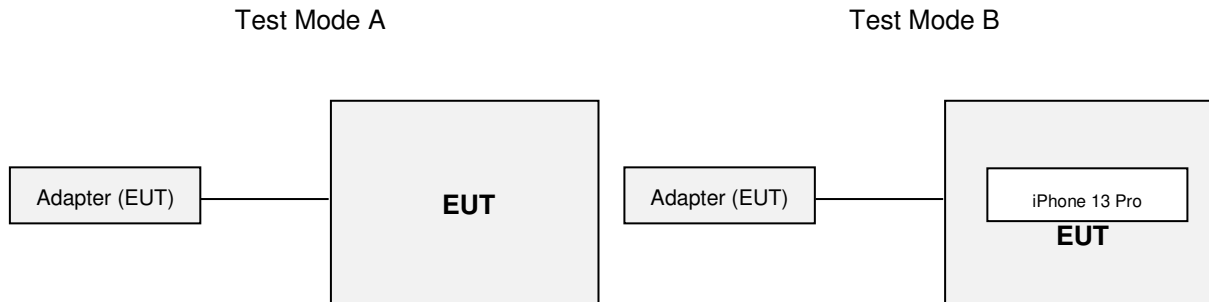 Test Mode A
Test Mode B
Adapter (EUT)
EUT
Adapter (EUT)
iPhone 13 Pro
EUT